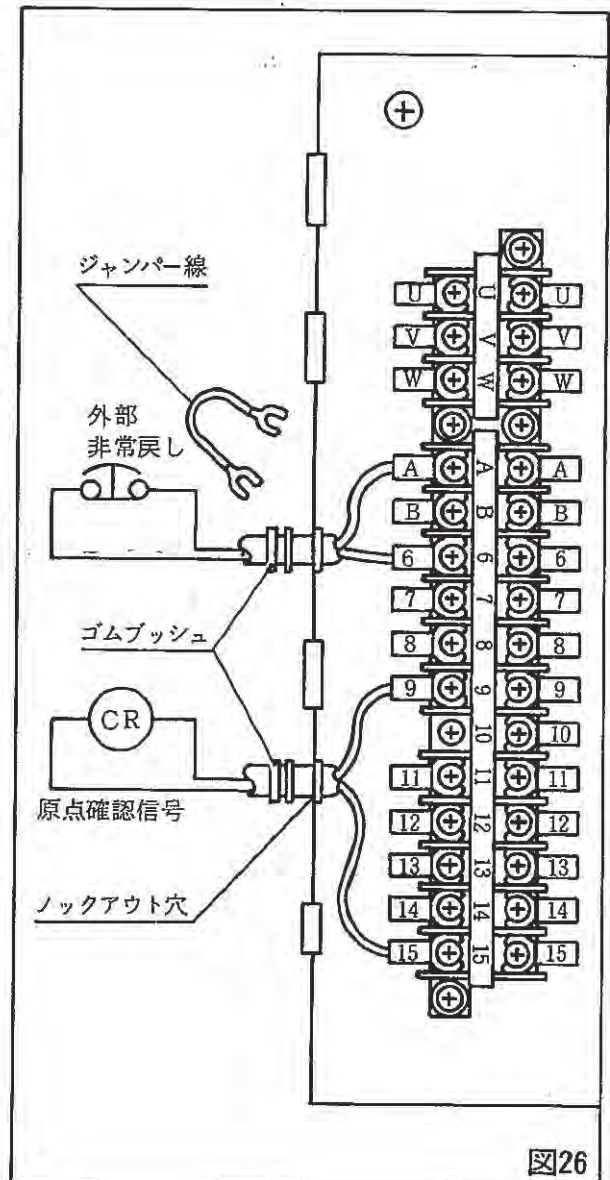 ジャンパー線
外部
非常戻し
ゴムブッシュ
CR
原点確認信号
ノックアウト穴
U U U
V V V
W W W
A A A
B B B
6 6 6
7 7 7
8 8 8
9 9 9
10 10
11 11 11
12 12 12
13 13 13
14 14 14
15 15 15
図26